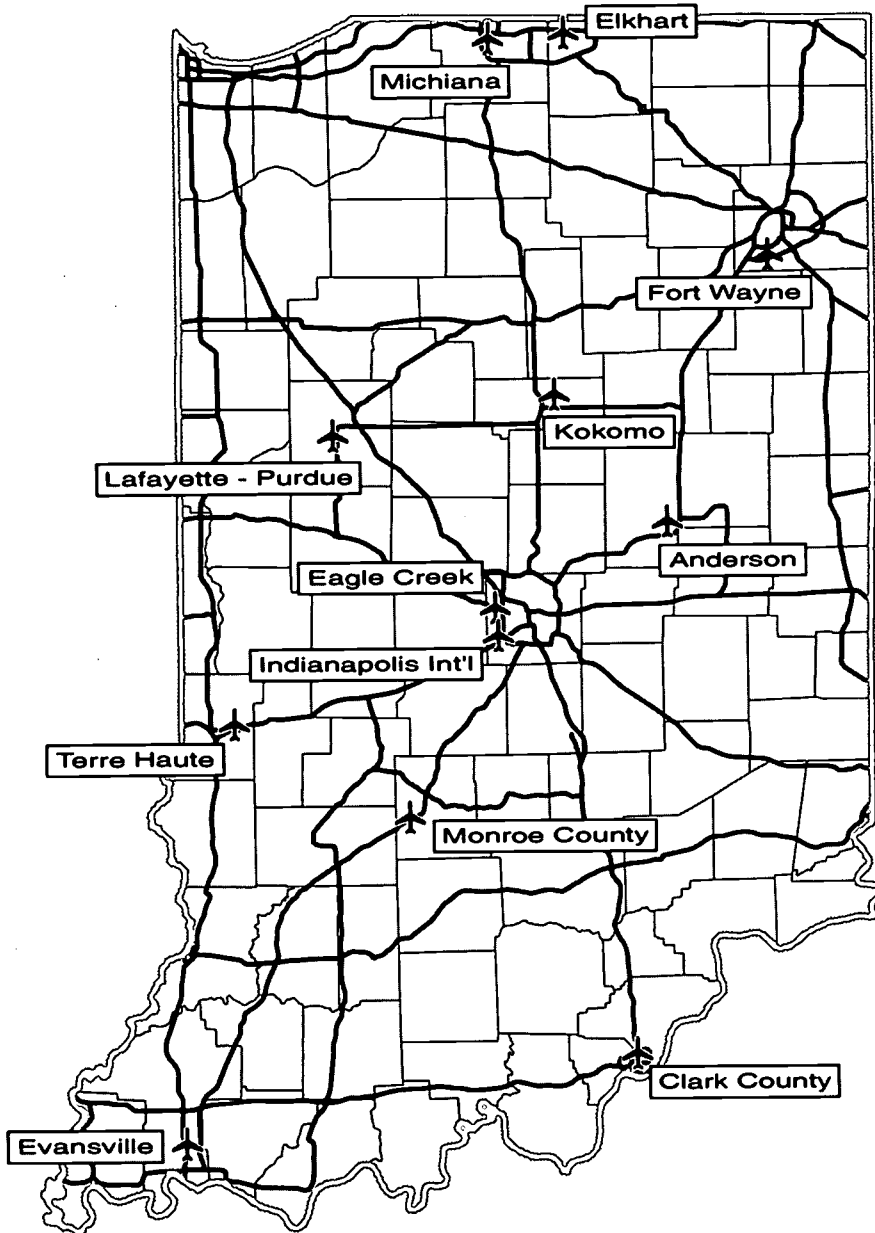 Elkhart
Michiana
Fort Wayne
Kokomo
Lafayette - Purdue
Anderson
Eagle Creek
Indianapolis Int'l
Terre Haute
Monroe County
Clark County
Evansville